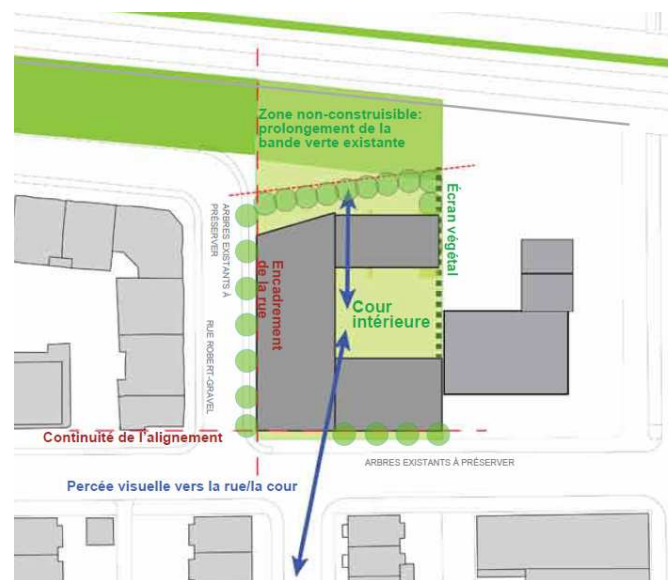 Zone non-construisible:
prolongement de la
bande verte existante
ARBRES EXISTANTS À
PRÉSERVER
Écran végétal
Encadrement
de la rue
Cour
intérieure
RUE ROBERT-GRAVEL
Continuité de l'alignement
ARBRES EXISTANTS À PRÉSERVER
Percée visuelle vers la rue/la cour